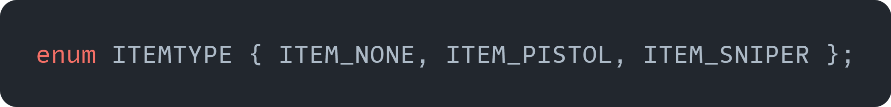 enum ITEMTYPE { ITEM_NONE, ITEM_PISTOL, ITEM_SNIPER };